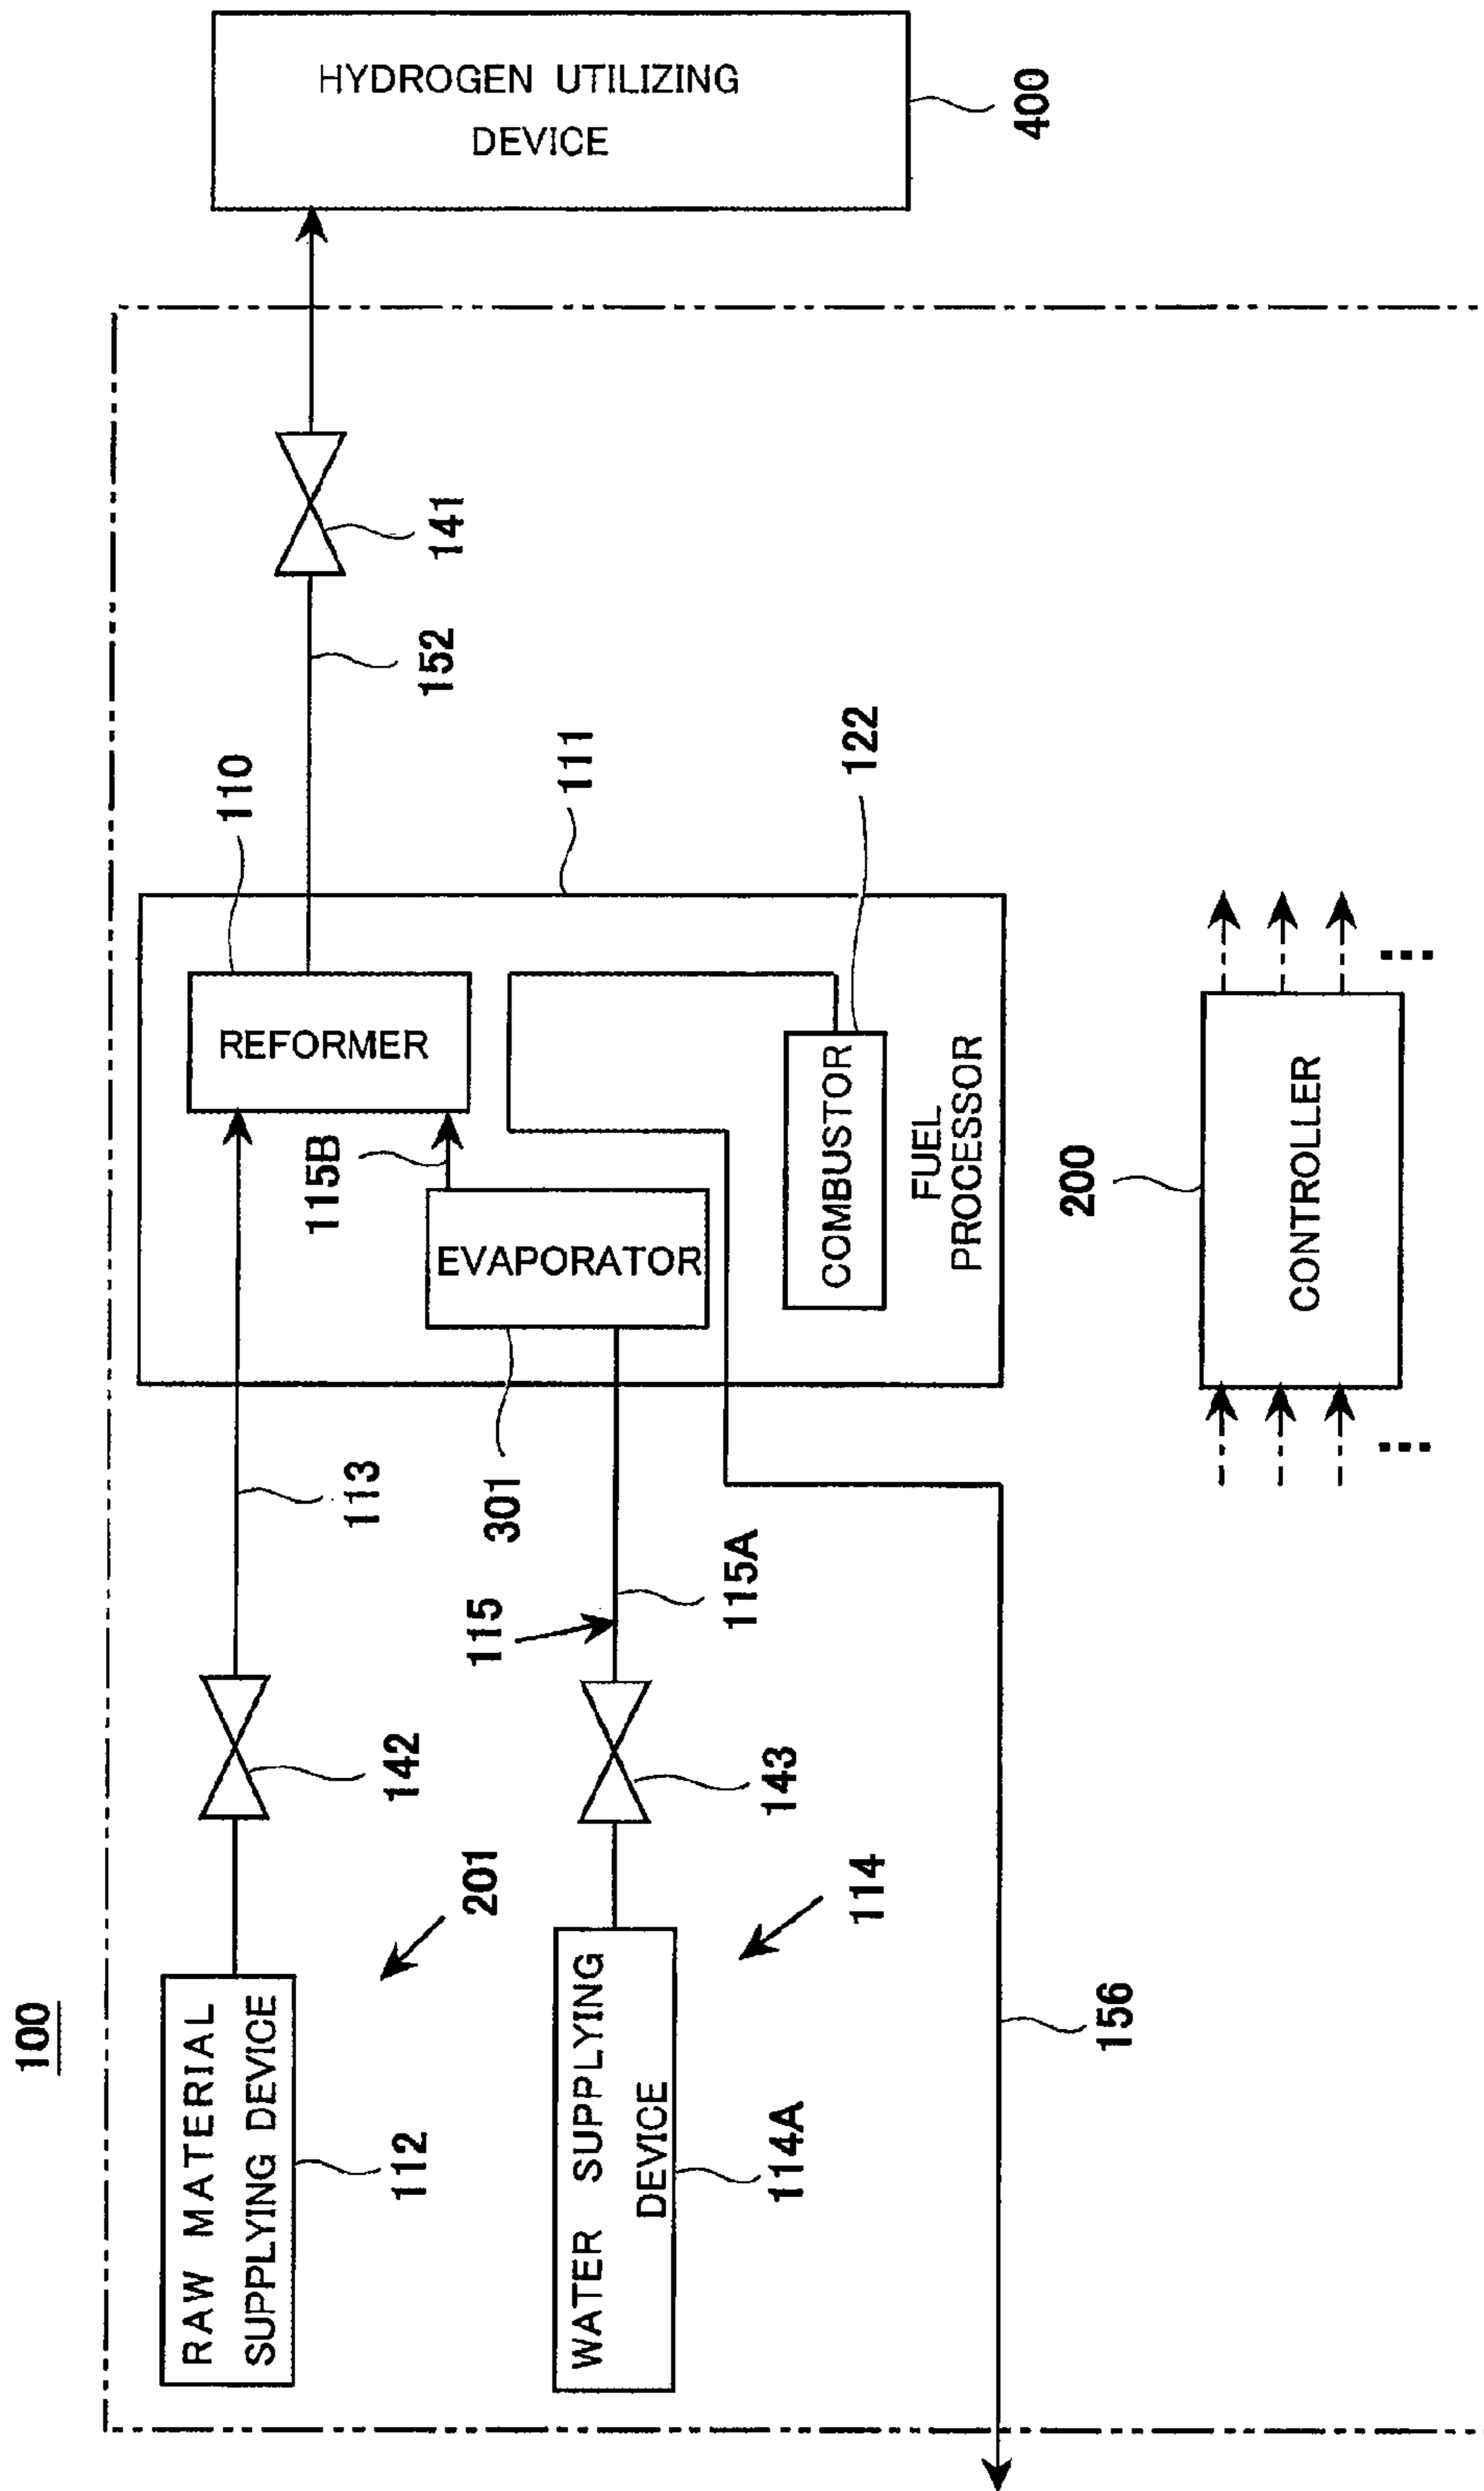 100
RAW MATERIAL
SUPPLYING DEVICE
112
201
142
113
WATER SUPPLYING
DEVICE
114A
114
143
115
115A
301
EVAPORATOR
115B
REFORMER
110
111
COMBUSTOR
122
FUEL
PROCESSOR
152
141
HYDROGEN UTILIZING
DEVICE
400
156
200
CONTROLLER